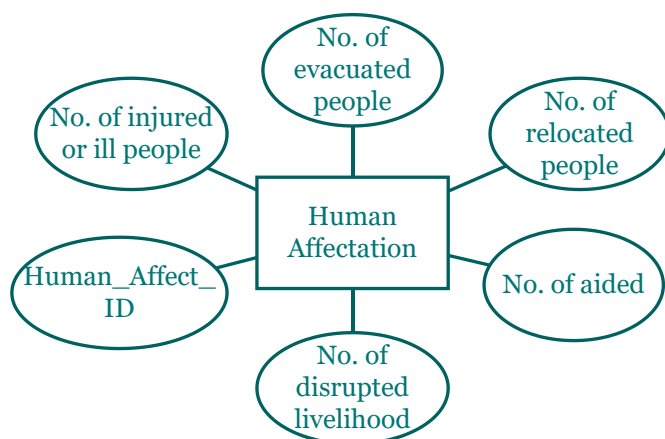 No. of
evacuated
people
No. of injured
or ill people
No. of
relocated
people
Human
Affectation
Human_Affect_
ID
No. of aided
No. of
disrupted
livelihood